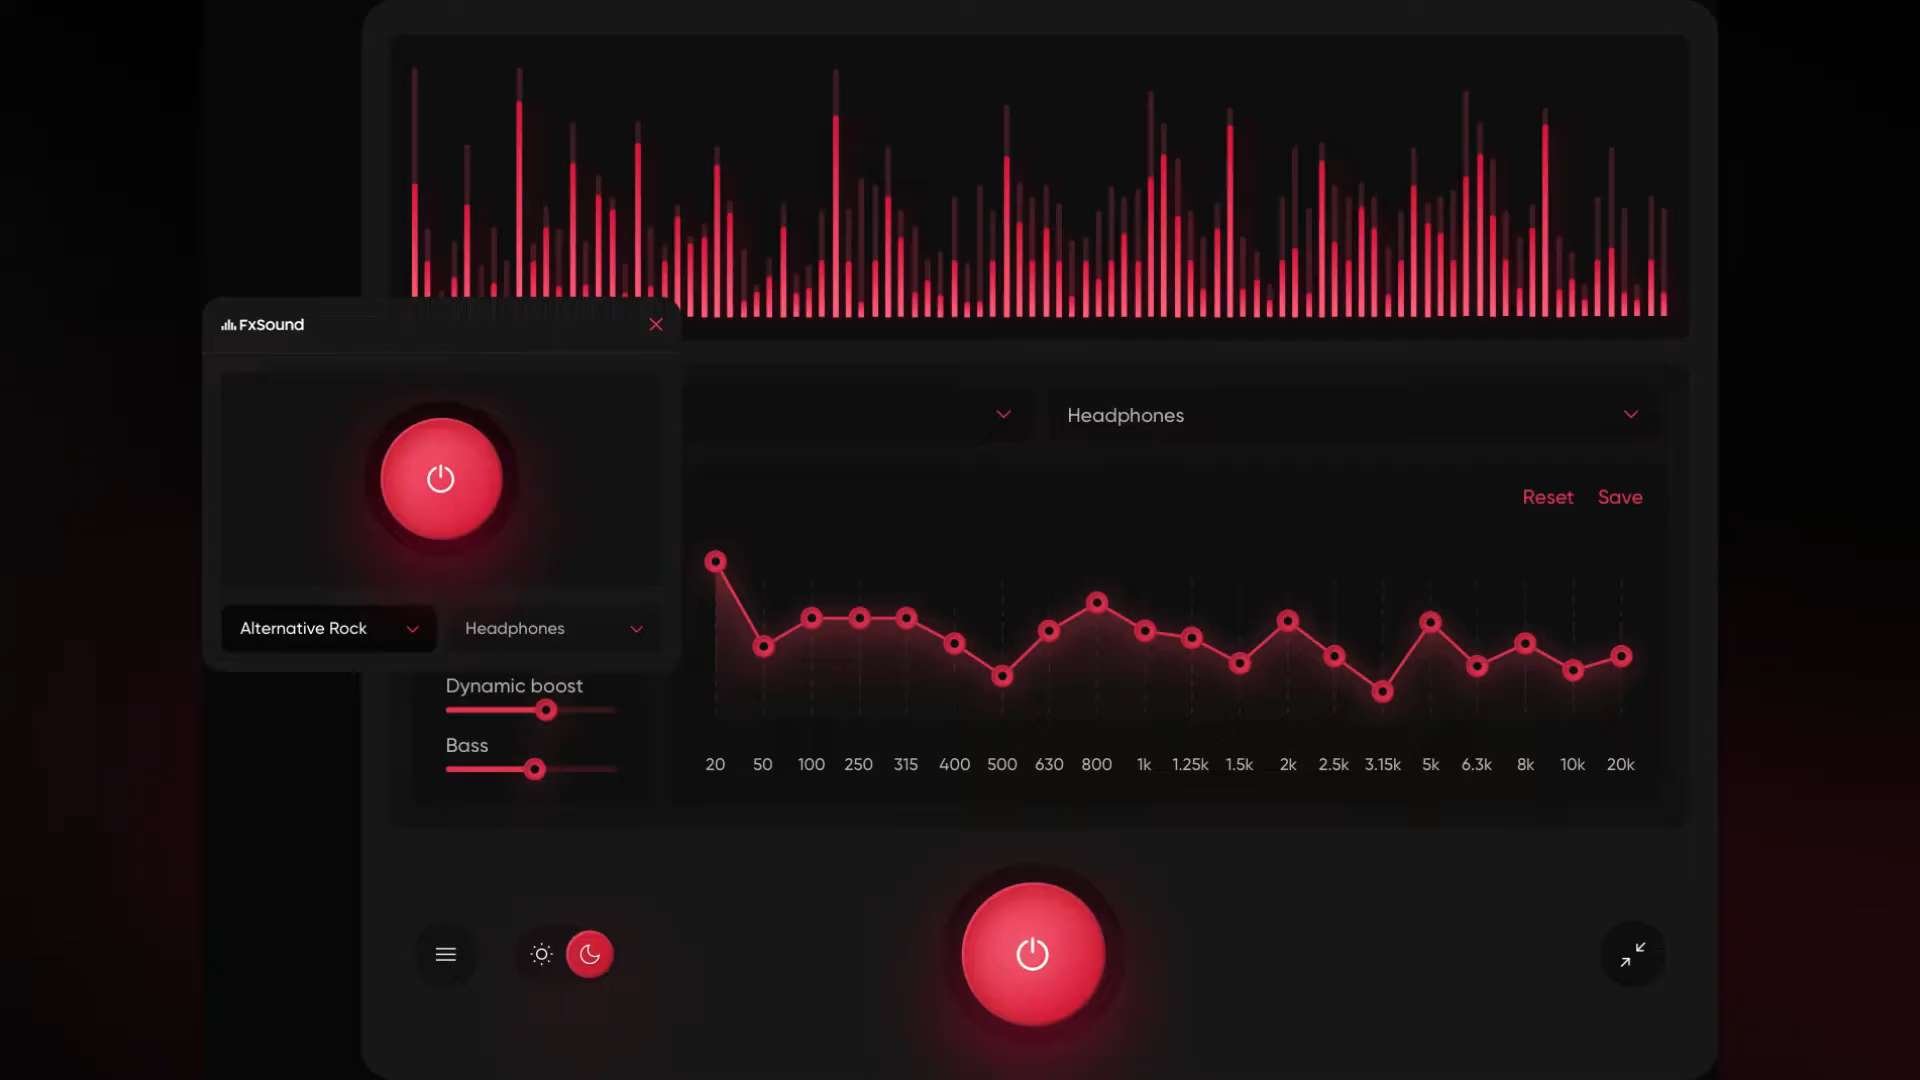 FxSound
Headphones
Reset Save
Alternative Rock Headphones
Dynamic boost
Bass
20 50 100 250 315 400 500 630 800 1k 1.25k 1.5k 2k 2.5k 3.15k 5k 6.3k 8k 10k 20k